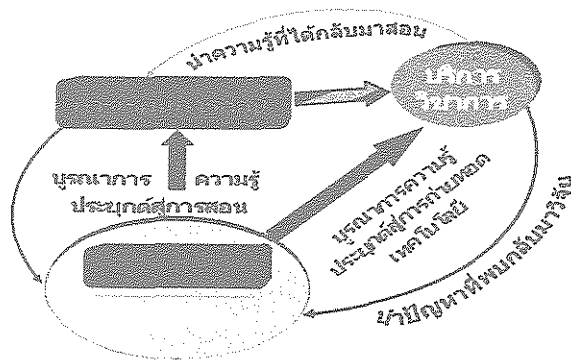 นำความรู้ที่ได้กลับมาสอน
บริการ
วิชาการ
บูรณาการ ความรู้
ประยุกต์สู่การสอน
บูรณาการความรู้
ประยุกต์สู่การถ่ายทอด
เทคโนโลยี
นำปัญหาที่พบกลับมาวิจัย